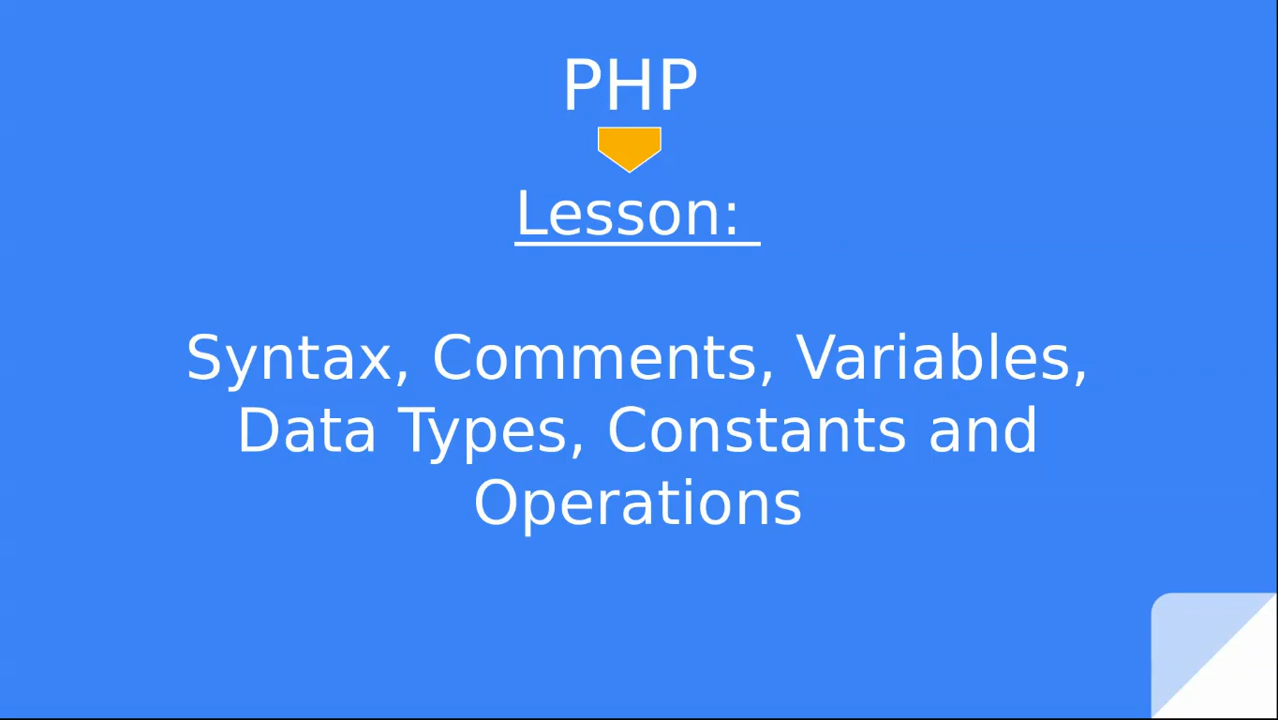 PHP
Lesson:
Syntax, Comments, Variables,
Data Types, Constants and
Operations